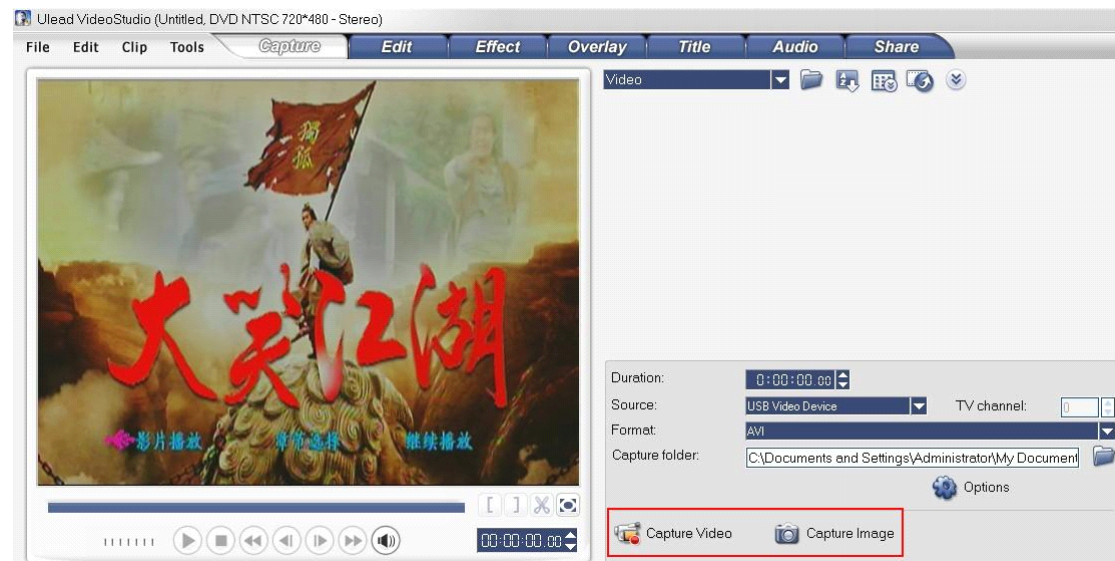 Ulead VideoStudio (Untitled, DVD NTSC 720*480 - Stereo)
File Edit Clip Tools Capture Edit Effect Overlay Title Audio Share
Video
獨
孤
大笑江湖
影片播放 章节选择 继续播放
[ ]
00:00:00.00
Duration: 0:00:00.00
Source: USB Video Device TV channel: 0
Format: AVI
Capture folder: C:\Documents and Settings\Administrator\My Document
Options
Capture Video Capture Image